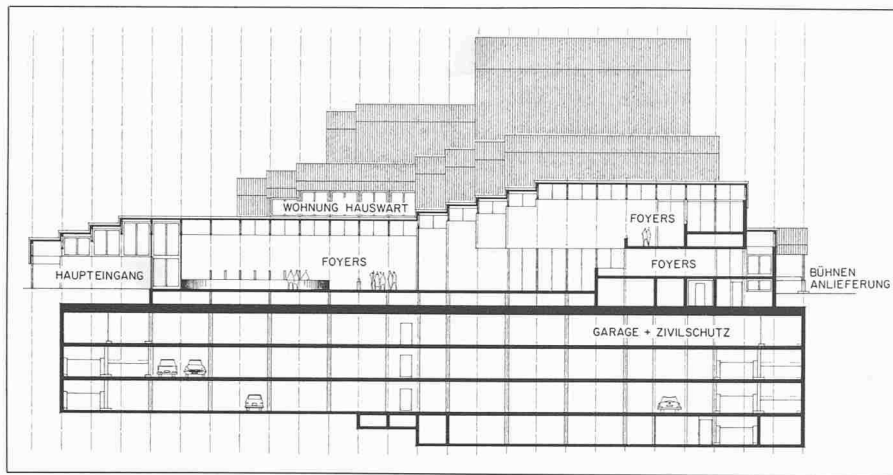 WOHNUNG HAUSWART
FOYERS
FOYERS
HAUPTEINGANG
FOYERS
BÜHNEN
ANLIEFERUNG
GARAGE + ZIVILSCHUTZ